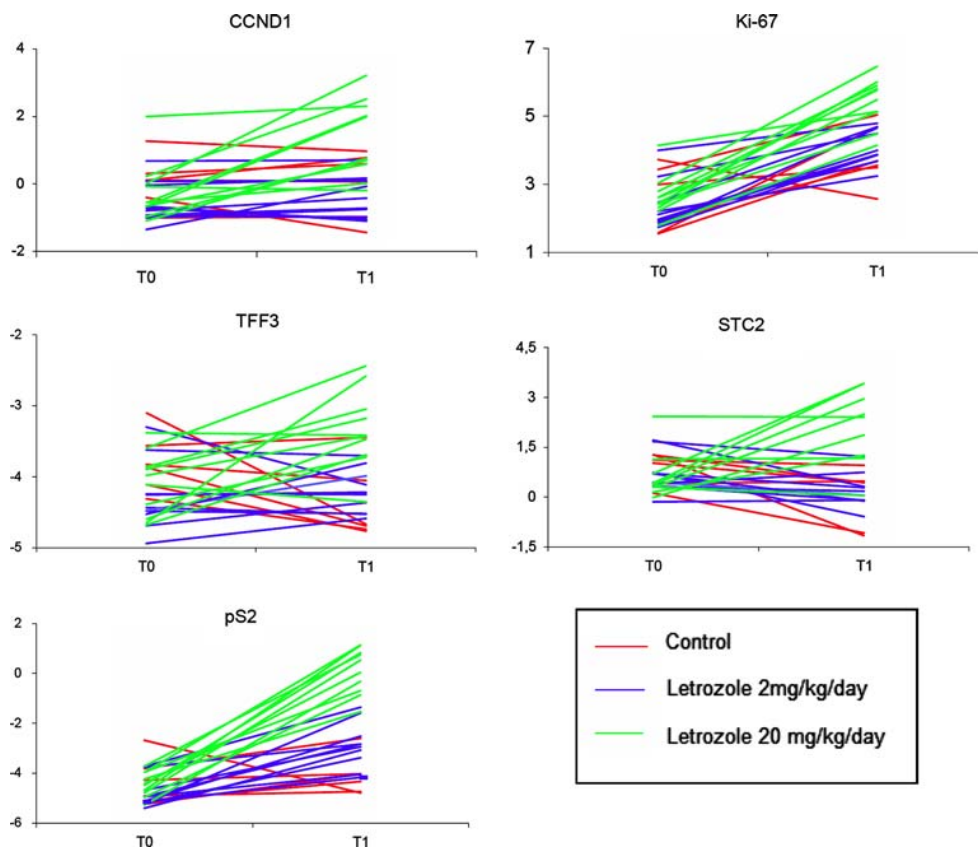 CCND1
4
2
0
-2
T0
T1
Ki-67
7
5
3
1
T0
T1
TFF3
-2
-3
-4
-5
T0
T1
STC2
4,5
3
1,5
0
-1,5
T0
T1
pS2
2
0
-2
-4
-6
T0
T1
Control
Letrozole 2mg/kg/day
Letrozole 20 mg/kg/day